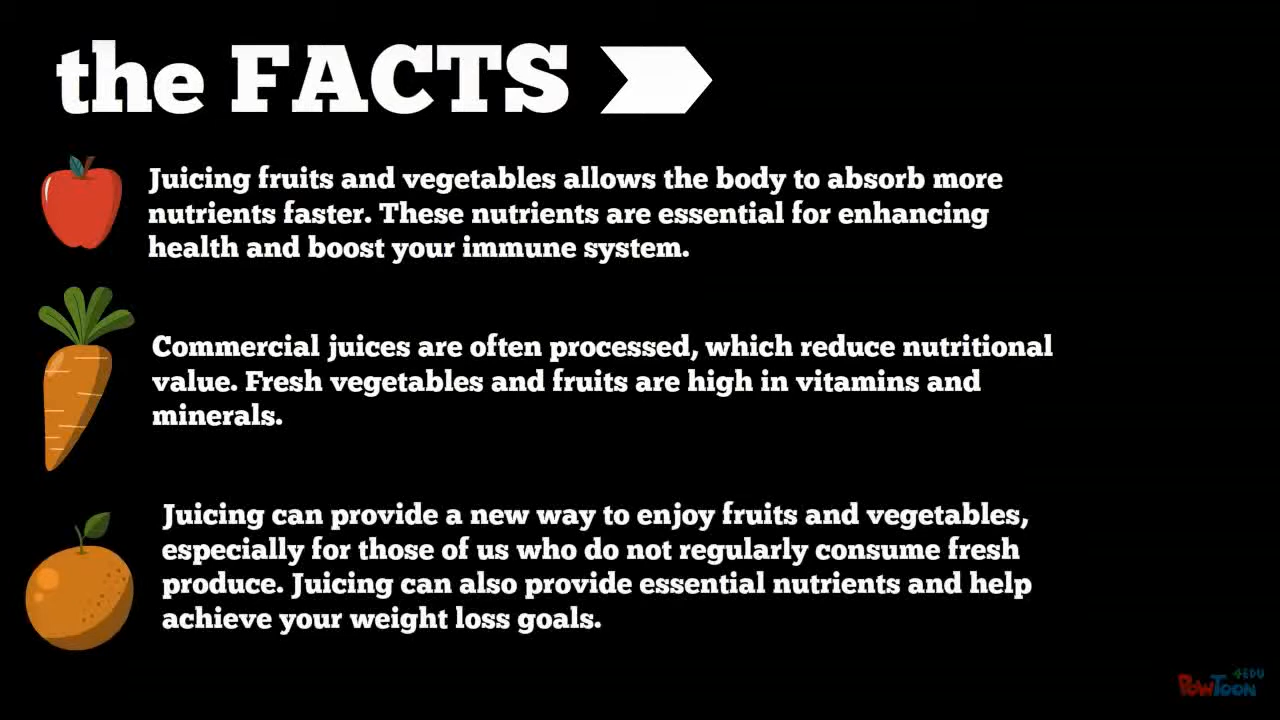 the FACTS
Juicing fruits and vegetables allows the body to absorb more
nutrients faster. These nutrients are essential for enhancing
health and boost your immune system.
Commercial juices are often processed, which reduce nutritional
value. Fresh vegetables and fruits are high in vitamins and
minerals.
Juicing can provide a new way to enjoy fruits and vegetables,
especially for those of us who do not regularly consume fresh
produce. Juicing can also provide essential nutrients and help
achieve your weight loss goals.
4EDU
PowToon